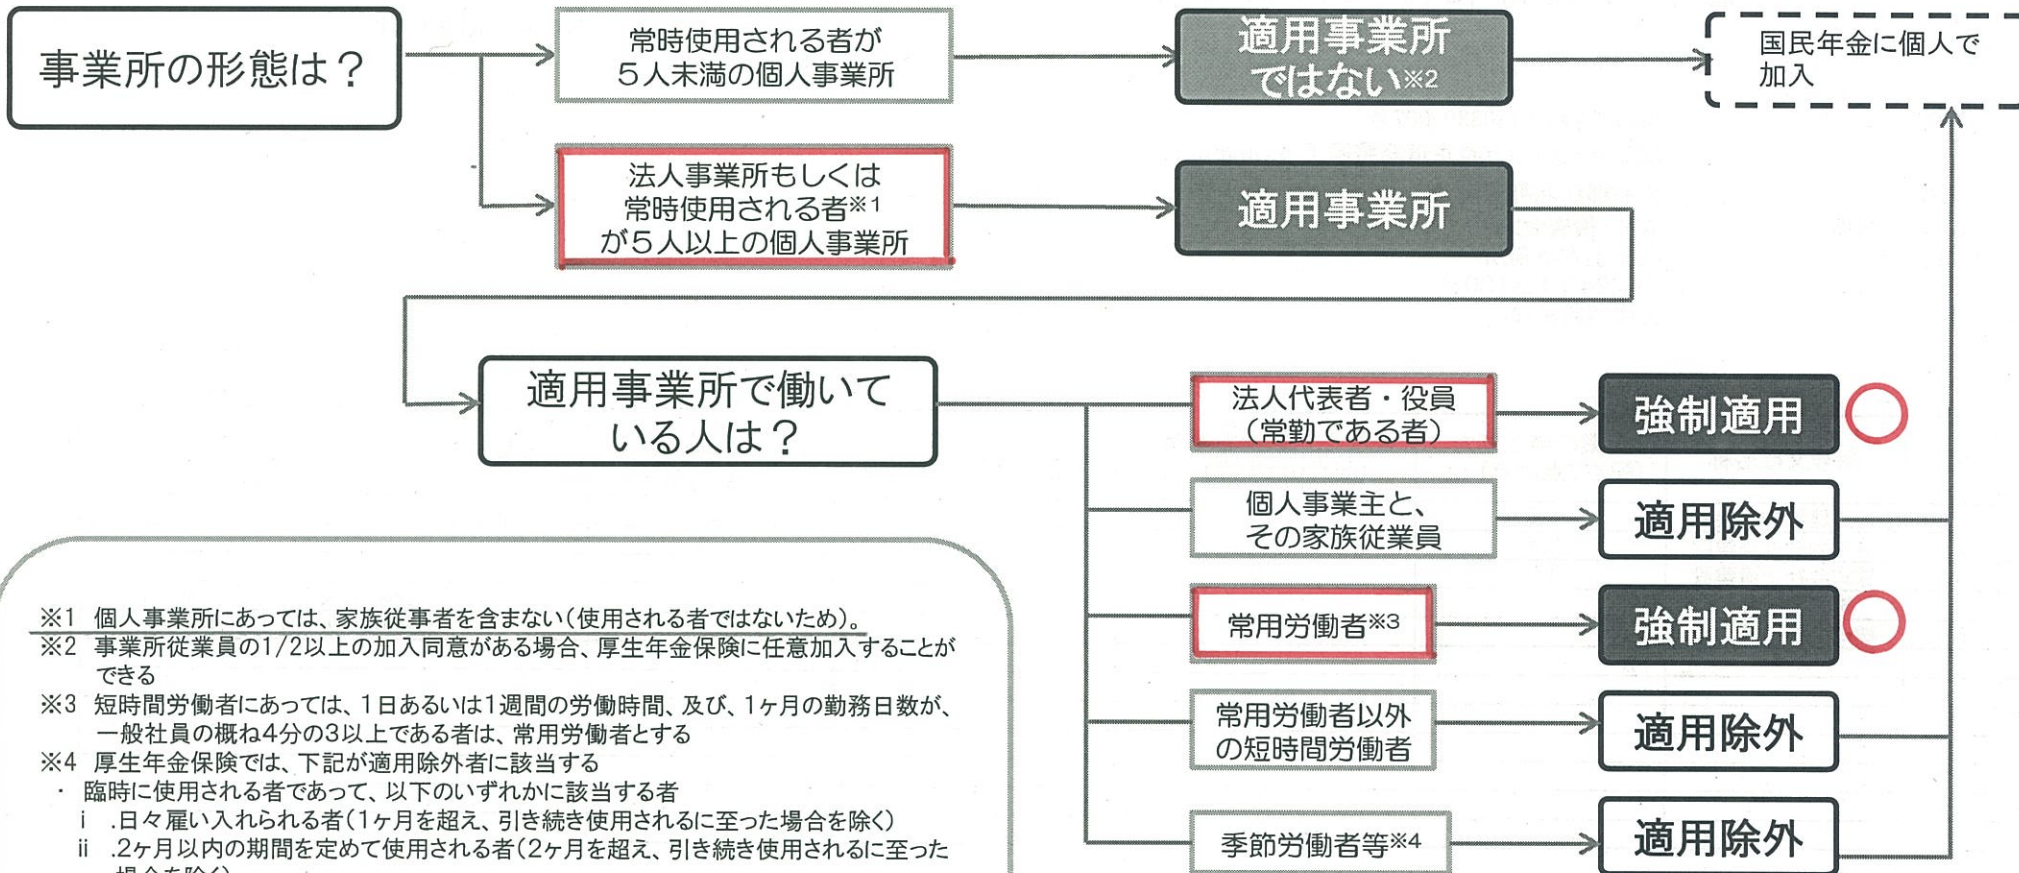 事業所の形態は？
常時使用される者が
５人未満の個人事業所
適用事業所
ではない※2
国民年金に個人で
加入
法人事業所もしくは
常時使用される者※1
が５人以上の個人事業所
適用事業所
適用事業所で働いて
いる人は？
法人代表者・役員
（常勤である者）
強制適用
個人事業主と、
その家族従業員
適用除外
常用労働者※3
強制適用
常用労働者以外
の短時間労働者
適用除外
季節労働者等※4
適用除外
※1 個人事業所にあっては、家族従事者を含まない（使用される者ではないため）。
※2 事業所従業員の1/2以上の加入同意がある場合、厚生年金保険に任意加入することが
できる
※3 短時間労働者にあっては、1日あるいは1週間の労働時間、及び、1ヶ月の勤務日数が、
一般社員の概ね4分の3以上である者は、常用労働者とする
※4 厚生年金保険では、下記が適用除外者に該当する
・ 臨時に使用される者であって、以下のいずれかに該当する者
ⅰ .日々雇い入れられる者（1ヶ月を超え、引き続き使用されるに至った場合を除く）
ⅱ .2ヶ月以内の期間を定めて使用される者（2ヶ月を超え、引き続き使用されるに至った